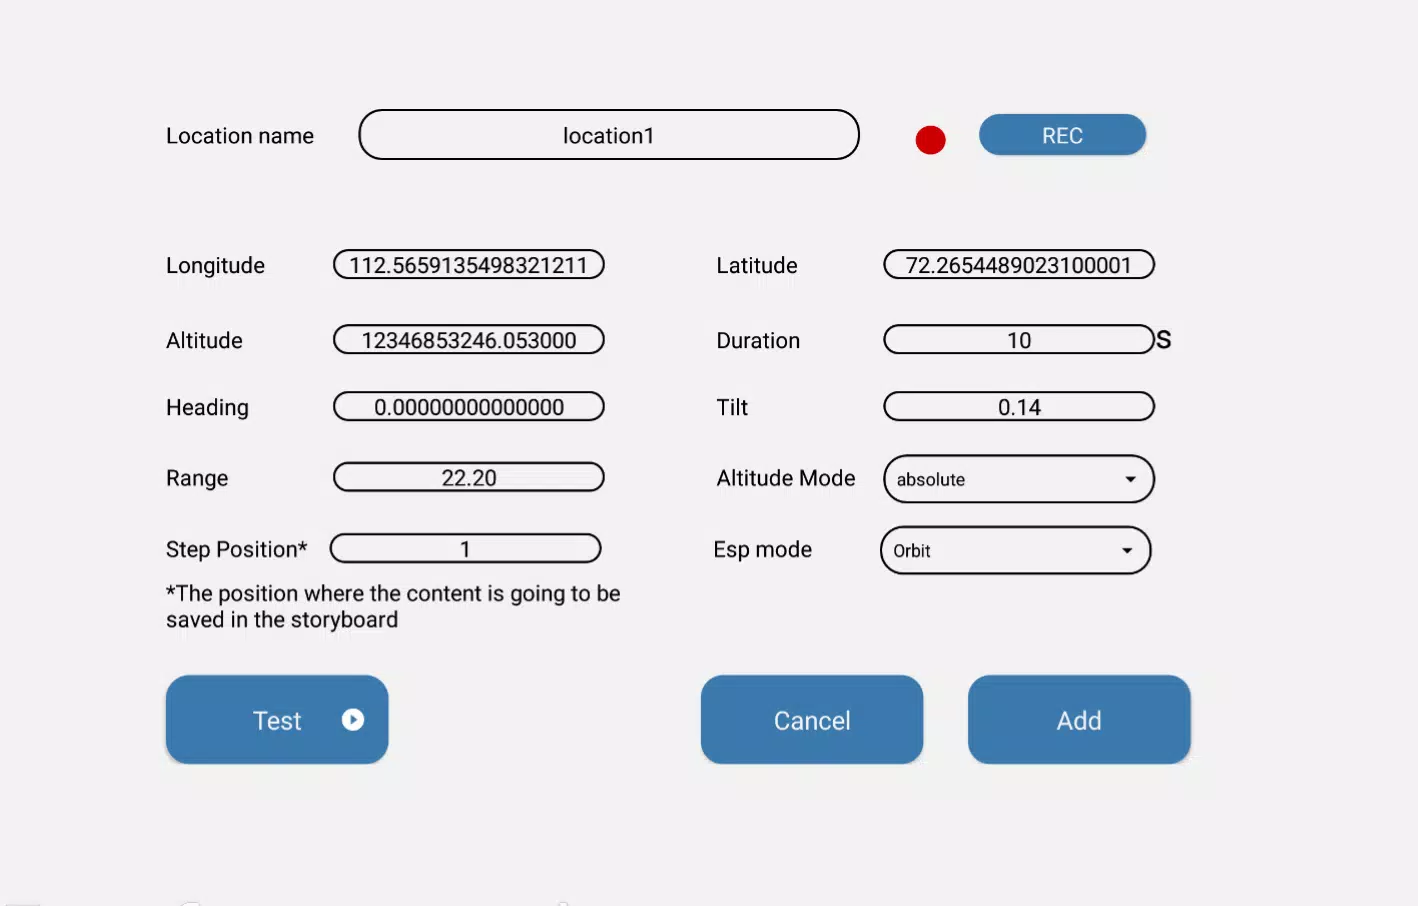 Location name location1 REC
Longitude 112.5659135498321211 Latitude 72.2654489023100001
Altitude 12346853246.053000 Duration 10 S
Heading 0.00000000000000 Tilt 0.14
Range 22.20 Altitude Mode absolute
Step Position* 1 Esp mode Orbit
*The position where the content is going to be
saved in the storyboard
Test Cancel Add